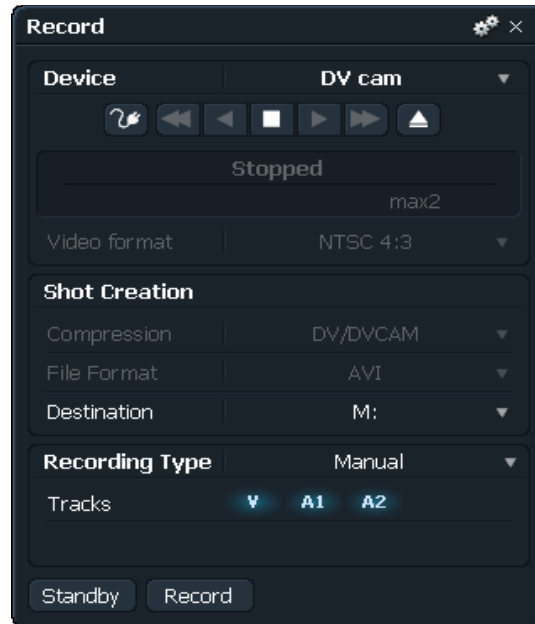 Record
Device DV cam
Stopped
max2
Video format NTSC 4:3
Shot Creation
Compression DV/DVCAM
File Format AVI
Destination M:
Recording Type Manual
Tracks V A1 A2
Standby Record